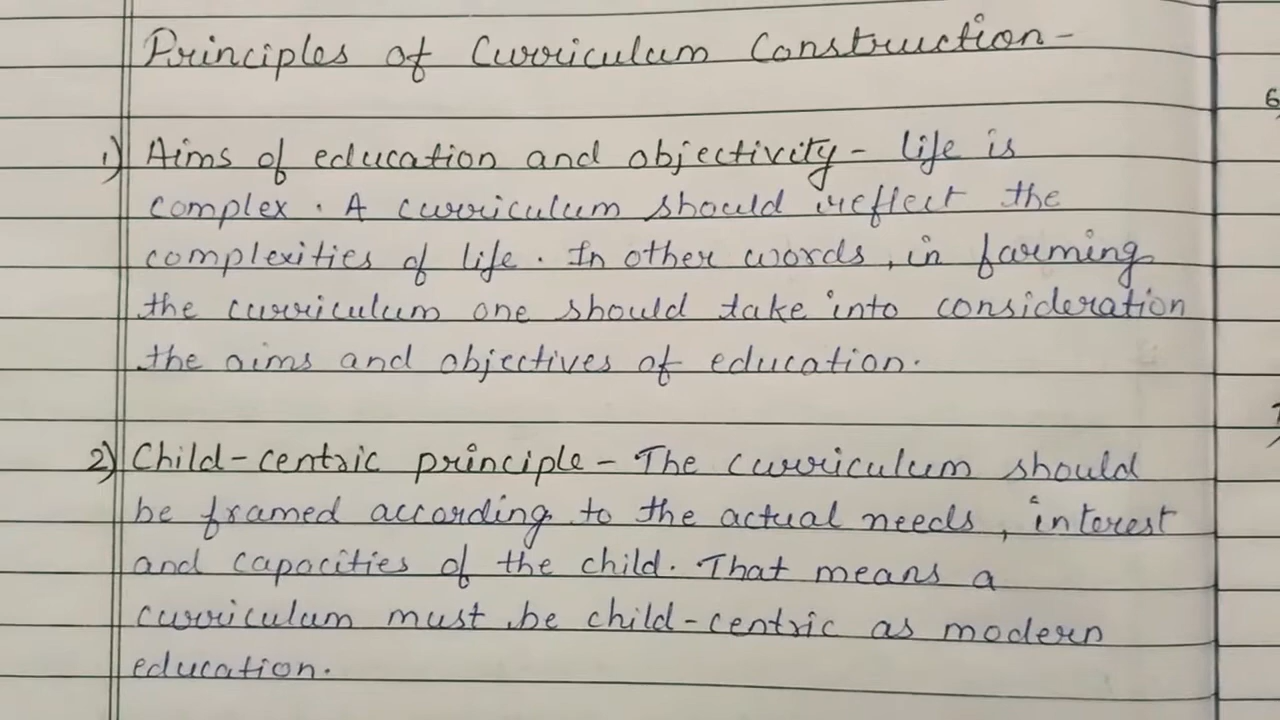 Principles of Curriculum Construction-
1) Aims of education and objectivity - life is
complex. A curriculum should reflect the
complexities of life. In other words, in farming
the curriculum one should take into consideration
the aims and objectives of education.
2) Child-centric principle - The curriculum should
be framed according to the actual needs, interest
and capacities of the child. That means a
curriculum must be child-centric as modern
education.
6